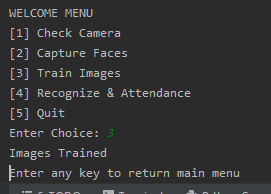 WELCOME MENU
[1] Check Camera
[2] Capture Faces
[3] Train Images
[4] Recognize & Attendance
[5] Quit
Enter Choice: 3
Images Trained
Enter any key to return main menu